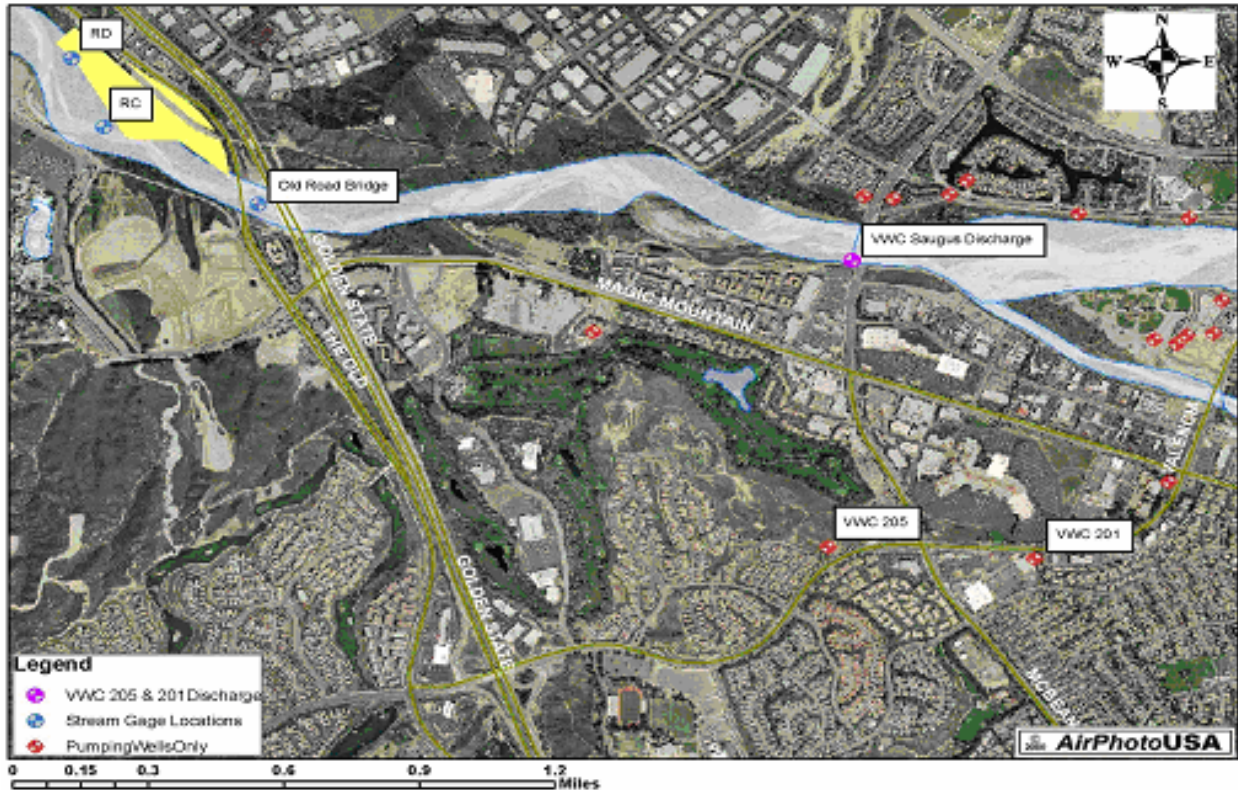 RD
N
W E
S
RC
Old Road Bridge
VWC Saugus Discharge
GOLDEN STATE
THE OLD
MAGIC MOUNTAIN
VALENCIA
VWC 205
VWC 201
GOLDEN STATE
MCBEAN
Legend
VWC 205 & 201Discharge
Stream Gage Locations
PumpingWellsOnly
AirPhotoUSA
0 0.15 0.3 0.6 0.9 1.2
Miles